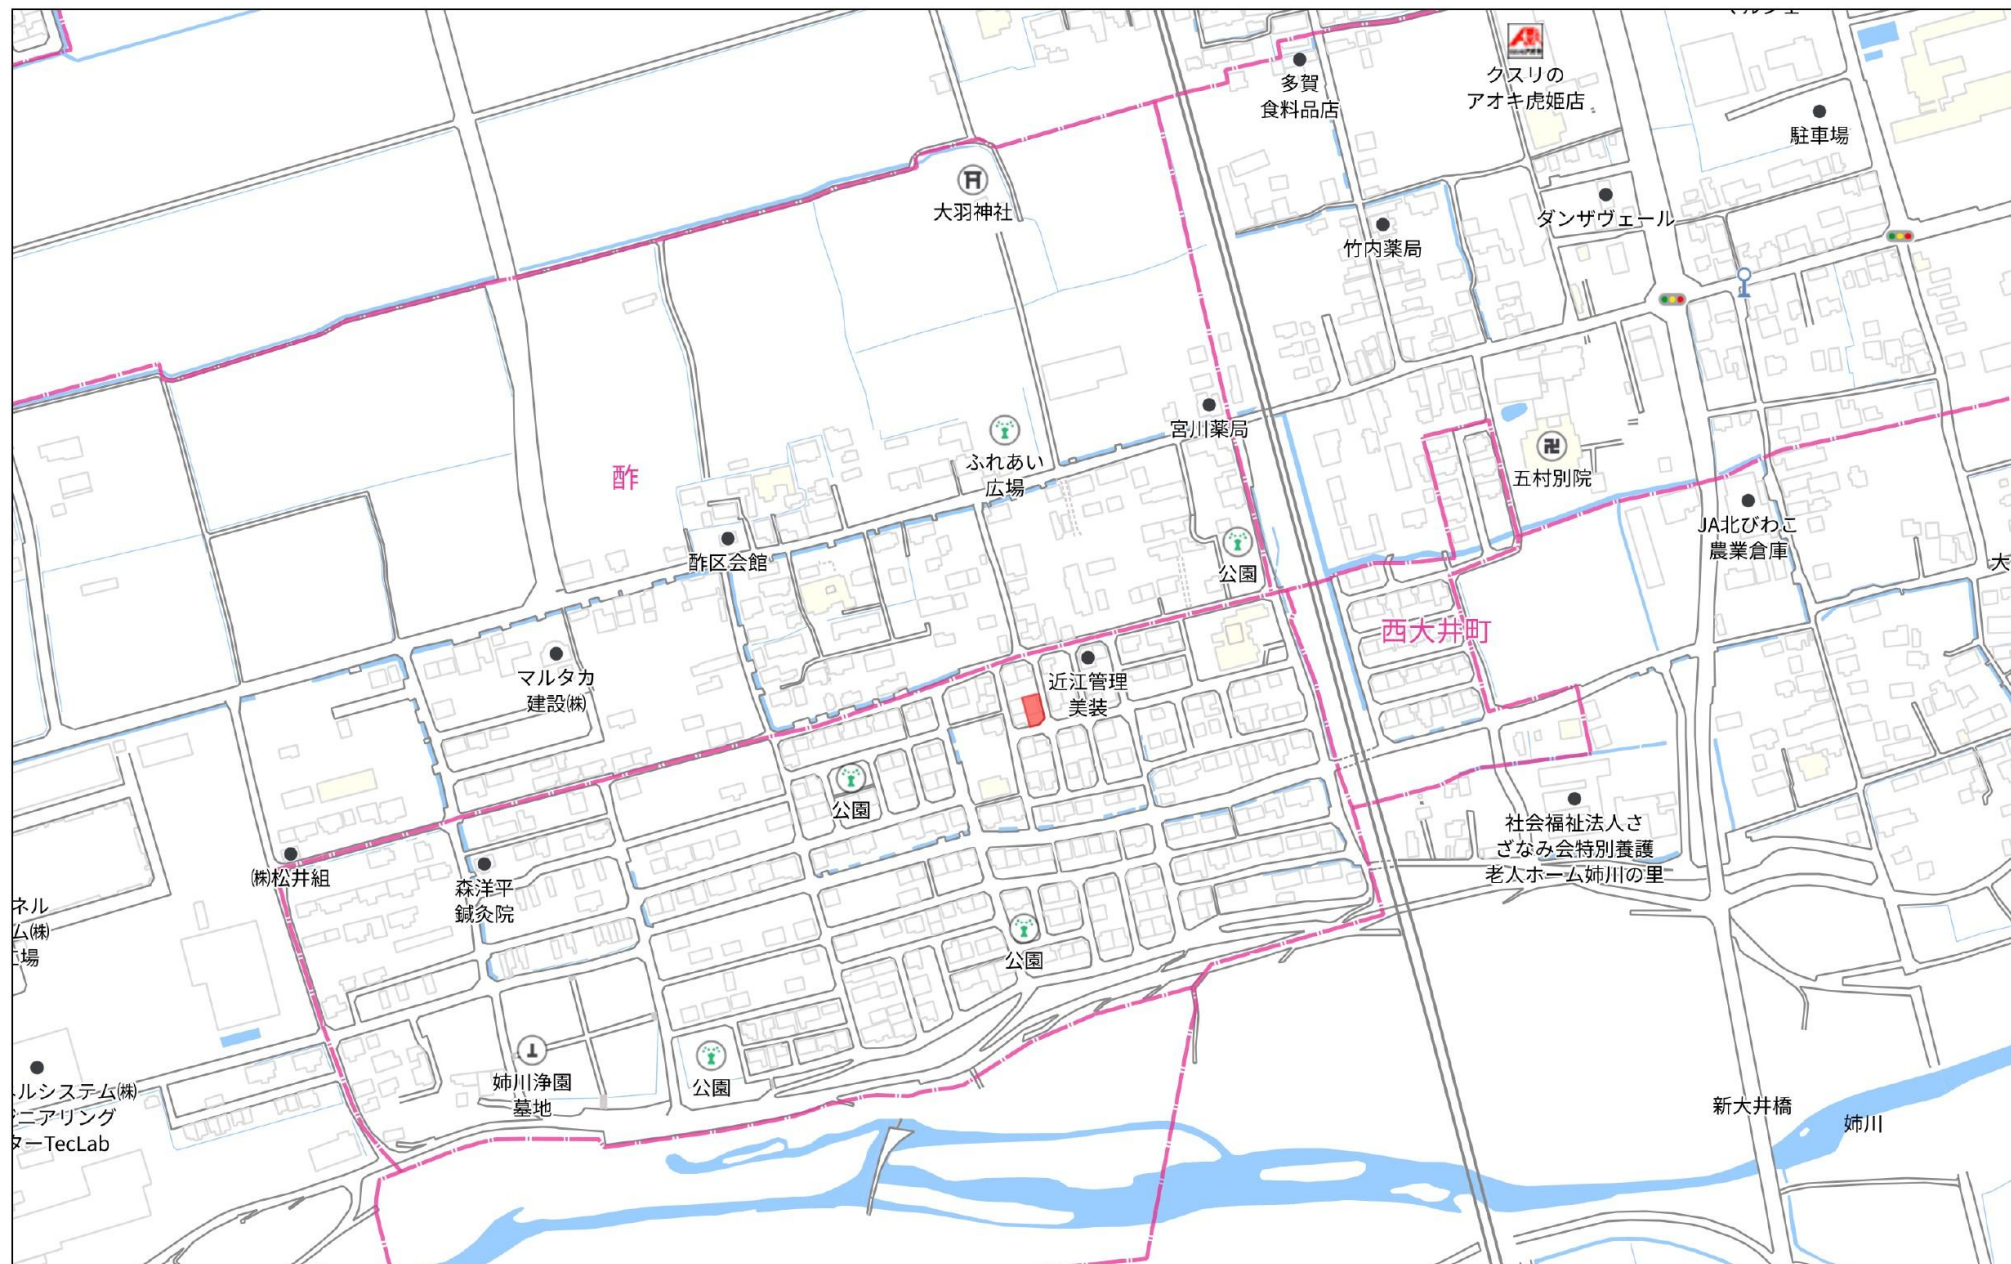 多賀
食料品店
クスリの
アオキ虎姫店
駐車場
大羽神社
竹内薬局
ダンザヴェール
宮川薬局
ふれあい
広場
酢
酢区会館
公園
五村別院
JA北びわこ
農業倉庫
大
西大井町
マルタカ
建設㈱
近江管理
美装
公園
㈱松井組
森洋平
鍼灸院
社会福祉法人さ
ざなみ会特別養護
老人ホーム姉川の里
ネル
ム㈱
場
公園
姉川浄園
墓地
公園
ルシステム㈱
ニアリング
ターTecLab
新大井橋
姉川